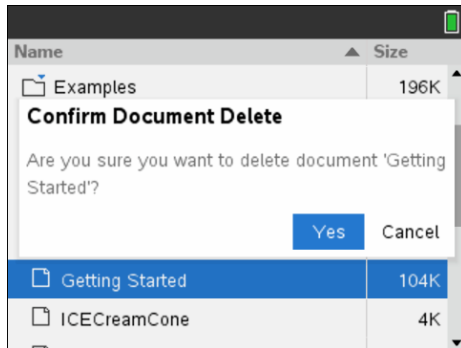 Name Size
Examples 196K
Confirm Document Delete
Are you sure you want to delete document 'Getting
Started'?
Yes Cancel
Getting Started 104K
ICECreamCone 4K